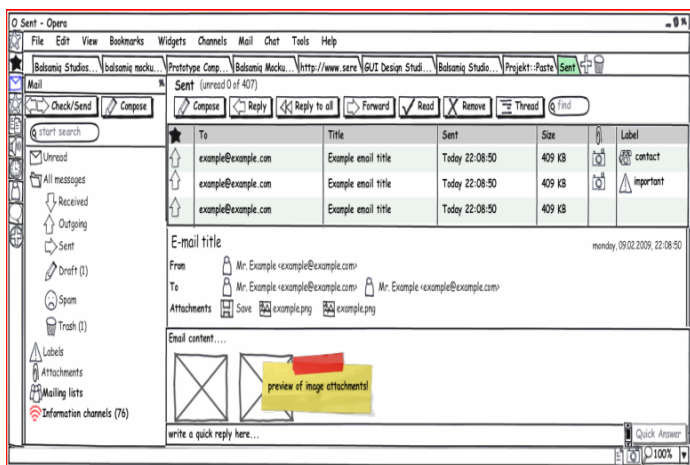 O Sent - Opera
File Edit View Bookmarks Widgets Channels Mail Chat Tools Help
Balsamiq Studios... balsamiq mocku... Prototype Comp... Balsamiq Mocku... http://www.sere GUI Design Studi... Balsamiq Studio... Projekt::Paste Sent
Mail
Check/Send Compose
start search
Unread
All messages
Received
Outgoing
Sent
Draft (1)
Spam
Trash (1)
Labels
Attachments
Mailing lists
Information channels (76)
Sent (unread 0 of 407)
Compose Reply Reply to all Forward Read Remove Thread find
To Title Sent Size Label
example@example.com Example email title Today 22:08:50 409 KB contact
example@example.com Example email title Today 22:08:50 409 KB important
example@example.com Example email title Today 22:08:50 409 KB
E-mail title monday, 09.02.2009, 22:08:50
From Mr. Example <example@example.com>
To Mr. Example <example@example.com> Mr. Example <example@example.com>
Attachments Save example.png example.png
Email content....
preview of image attachments!
write a quick reply here...
Quick Answer
100%